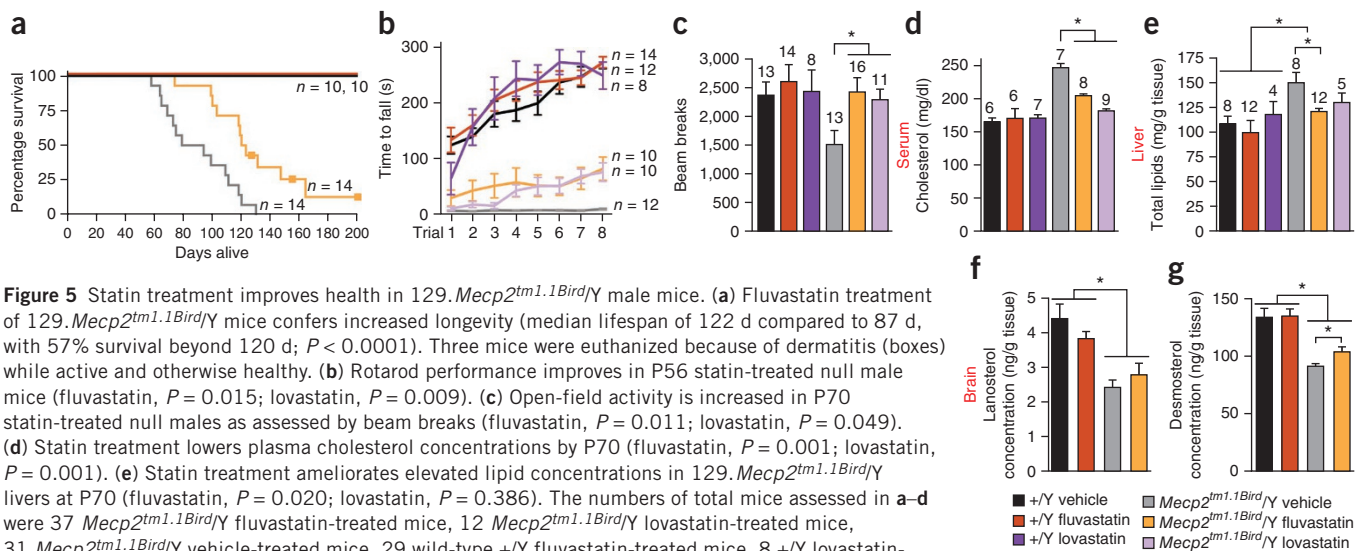 a
Percentage survival
100
75
50
25
0
n = 10, 10
n = 14
n = 14
0 20 40 60 80 100 120 140 160 180 200
Days alive
b
Time to fall (s)
300
200
100
0
n = 14
n = 12
n = 8
n = 10
n = 10
n = 12
Trial 1 2 3 4 5 6 7 8
c
Beam breaks
3,000
2,500
2,000
1,500
1,000
500
0
*
13 14 8 13 16 11
d
Serum
Cholesterol (mg/dl)
250
200
150
100
50
0
*
6 6 7 7 8 9
e
Liver
Total lipids (mg/g tissue)
175
150
125
100
75
50
25
0
*
*
8 12 4 8 12 5
Figure 5 Statin treatment improves health in 129.Mecp2tm1.1Bird/Y male mice. (a) Fluvastatin treatment
of 129.Mecp2tm1.1Bird/Y mice confers increased longevity (median lifespan of 122 d compared to 87 d,
with 57% survival beyond 120 d; P < 0.0001). Three mice were euthanized because of dermatitis (boxes)
while active and otherwise healthy. (b) Rotarod performance improves in P56 statin-treated null male
mice (fluvastatin, P = 0.015; lovastatin, P = 0.009). (c) Open-field activity is increased in P70
statin-treated null males as assessed by beam breaks (fluvastatin, P = 0.011; lovastatin, P = 0.049).
(d) Statin treatment lowers plasma cholesterol concentrations by P70 (fluvastatin, P = 0.001; lovastatin,
P = 0.001). (e) Statin treatment ameliorates elevated lipid concentrations in 129.Mecp2tm1.1Bird/Y
livers at P70 (fluvastatin, P = 0.020; lovastatin, P = 0.386). The numbers of total mice assessed in a–d
were 37 Mecp2tm1.1Bird/Y fluvastatin-treated mice, 12 Mecp2tm1.1Bird/Y lovastatin-treated mice,
31 Mecp2tm1.1Bird/Y vehicle-treated mice, 29 wild-type +/Y fluvastatin-treated mice, 8 +/Y lovastatin-
f
Brain
Lanosterol
concentration (ng/g tissue)
5
4
3
2
1
0
*
g
Desmosterol
concentration (ng/g tissue)
150
100
50
0
*
*
+/Y vehicle
+/Y fluvastatin
+/Y lovastatin
Mecp2tm1.1Bird/Y vehicle
Mecp2tm1.1Bird/Y fluvastatin
Mecp2tm1.1Bird/Y lovastatin